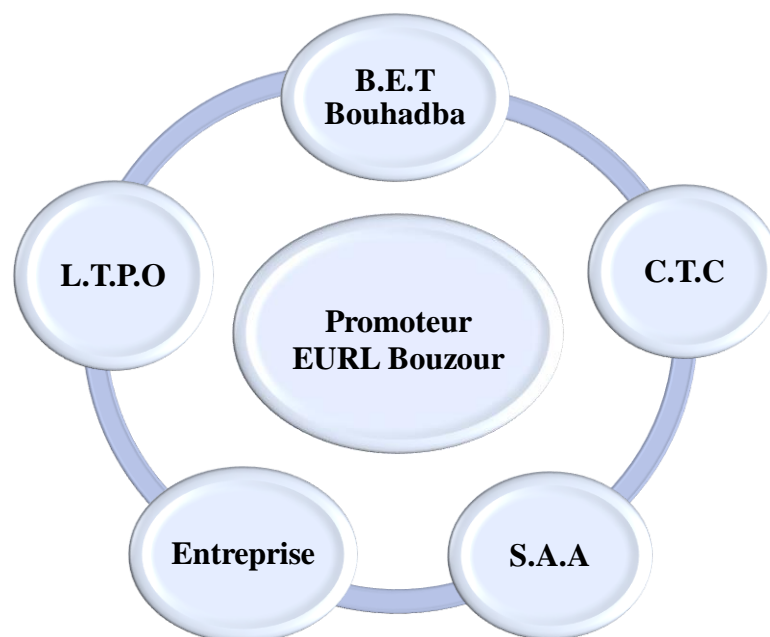 B.E.T
Bouhadba
L.T.P.O
C.T.C
Promoteur
EURL Bouzour
Entreprise
S.A.A